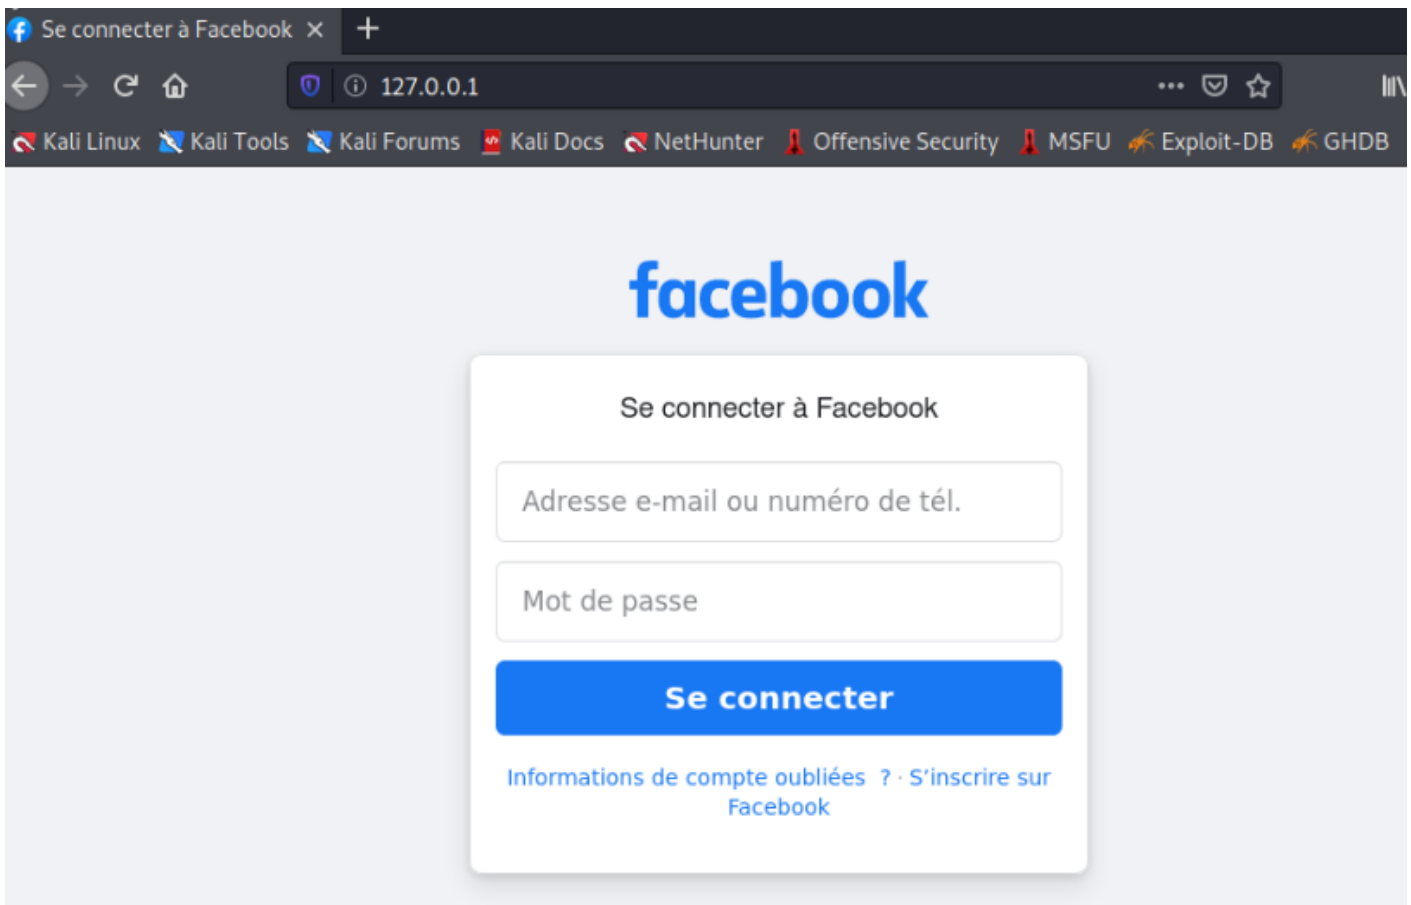 Se connecter à Facebook
127.0.0.1
Kali Linux Kali Tools Kali Forums Kali Docs NetHunter Offensive Security MSFU Exploit-DB GHDB
facebook
Se connecter à Facebook
Adresse e-mail ou numéro de tél.
Mot de passe
Se connecter
Informations de compte oubliées ? · S'inscrire sur
Facebook